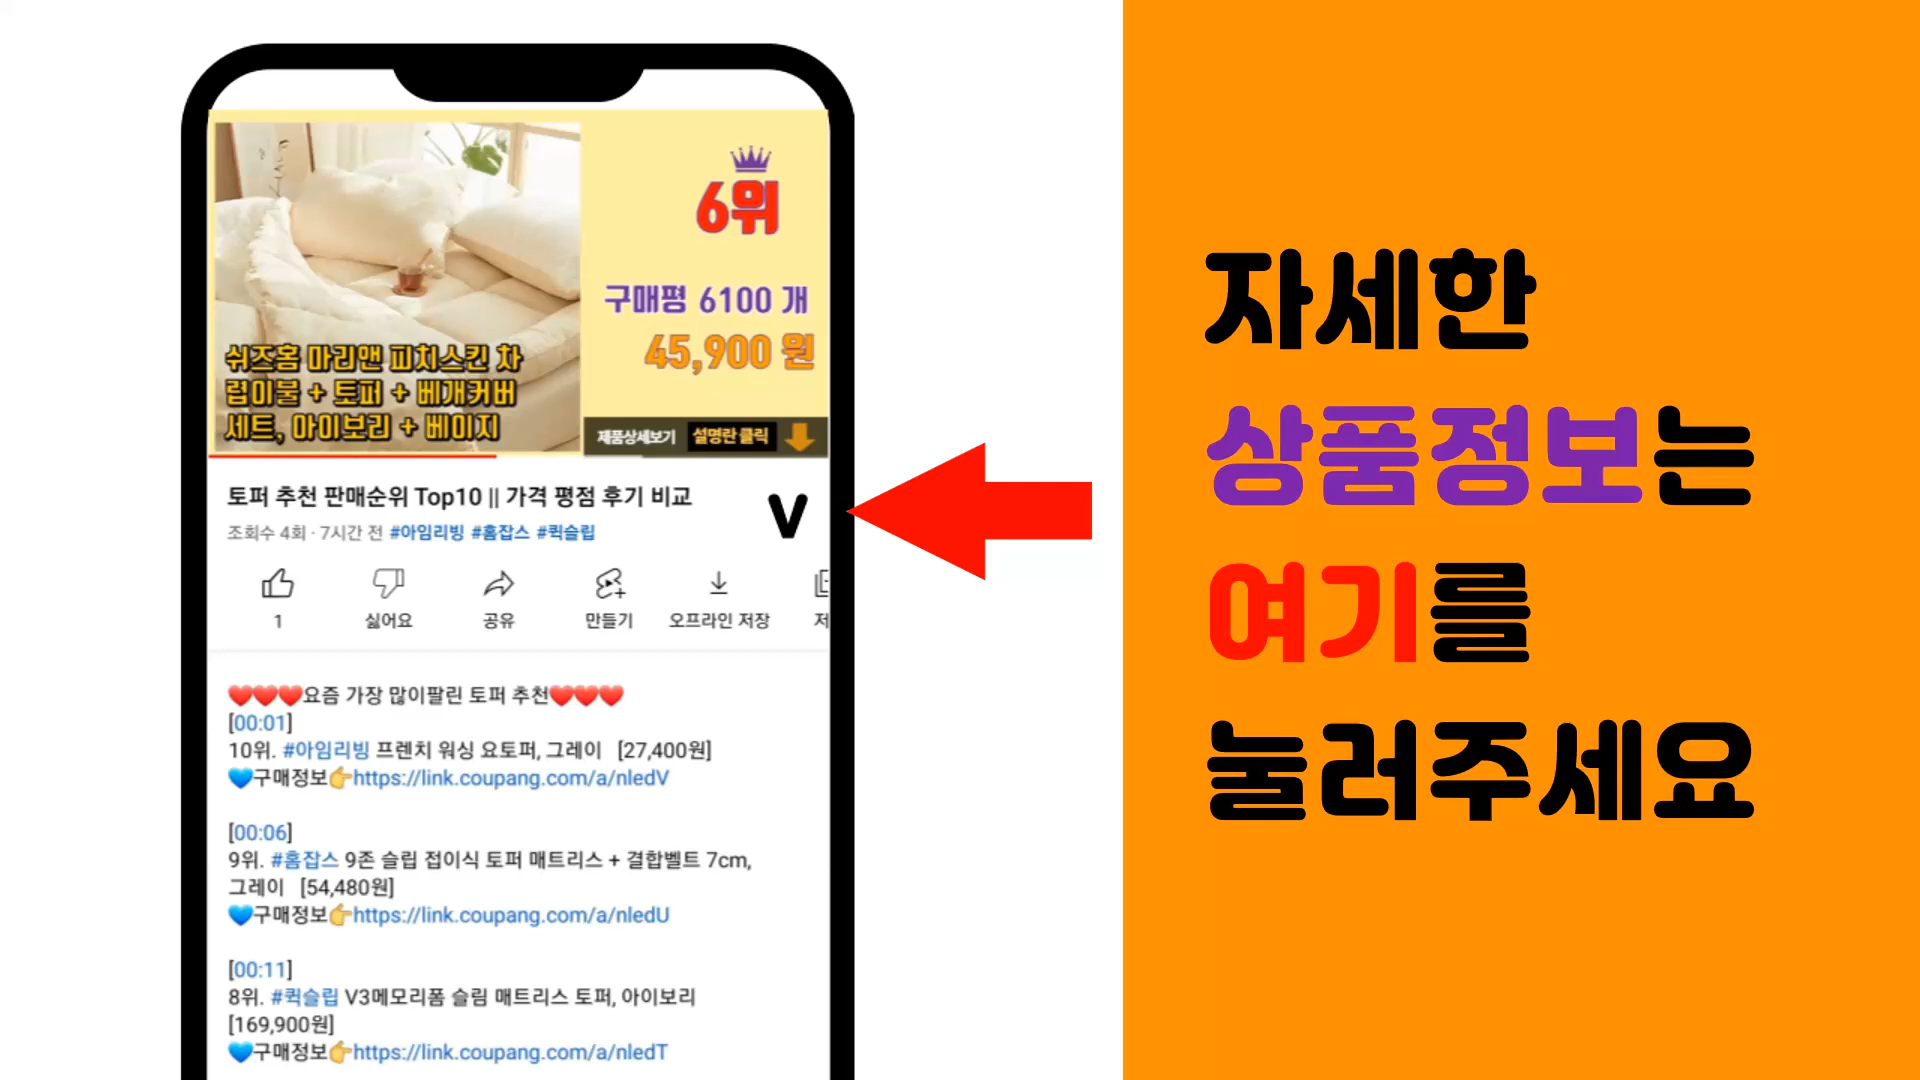 6위
구매평 6100 개
45,900 원
쉬즈홈 마리앤 피치스킨 차
렵이불 + 토퍼 + 베개커버
세트, 아이보리 + 베이지
제품상세보기 설명란 클릭
토퍼 추천 판매순위 Top10 || 가격 평점 후기 비교
V
조회수 4회 · 7시간 전 #아임리빙 #홈잡스 #퀵슬립
1 싫어요 공유 만들기 오프라인 저장 저
❤❤❤요즘 가장 많이팔린 토퍼 추천❤❤❤
[00:01]
10위. #아임리빙 프렌치 워싱 요토퍼, 그레이 [27,400원]
💙구매정보👉https://link.coupang.com/a/nledV
[00:06]
9위. #홈잡스 9존 슬립 접이식 토퍼 매트리스 + 결합벨트 7cm,
그레이 [54,480원]
💙구매정보👉https://link.coupang.com/a/nledU
[00:11]
8위. #퀵슬립 V3메모리폼 슬림 매트리스 토퍼, 아이보리
[169,900원]
💙구매정보👉https://link.coupang.com/a/nledT
자세한
상품정보는
여기를
눌러주세요